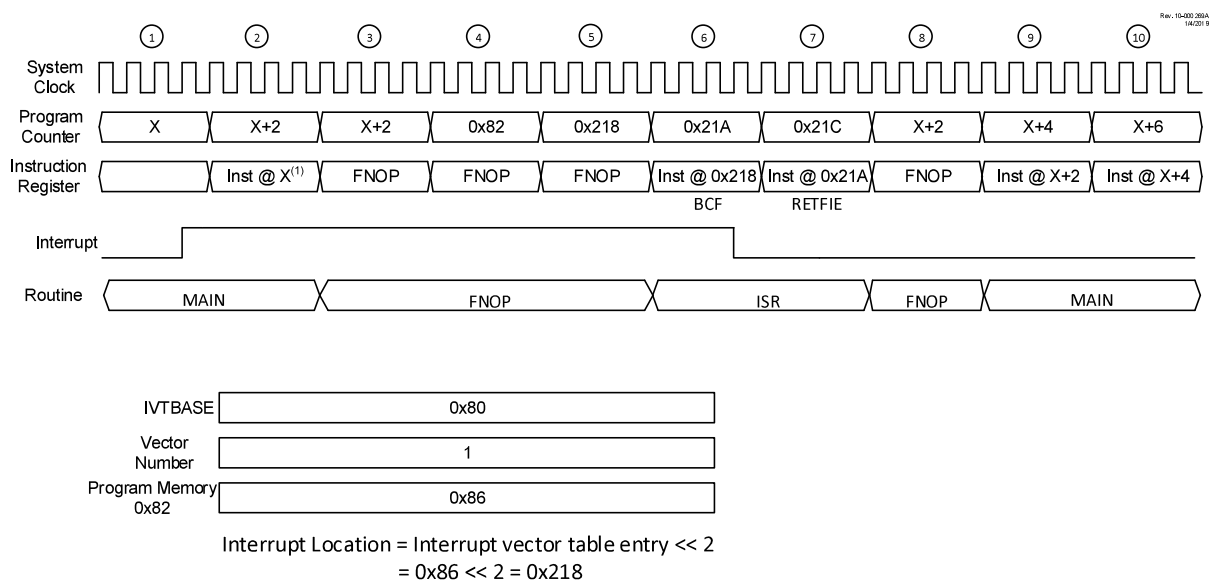 Rev. 10-000 269A
1/4/2019
1 2 3 4 5 6 7 8 9 10
System
Clock
Program
Counter
X X+2 X+2 0x82 0x218 0x21A 0x21C X+2 X+4 X+6
Instruction
Register
Inst @ X(1) FNOP FNOP FNOP Inst @ 0x218 Inst @ 0x21A FNOP Inst @ X+2 Inst @ X+4
BCF RETFIE
Interrupt
Routine MAIN FNOP ISR FNOP MAIN
IVTBASE 0x80
Vector
Number
1
Program Memory
0x82
0x86
Interrupt Location = Interrupt vector table entry << 2
= 0x86 << 2 = 0x218